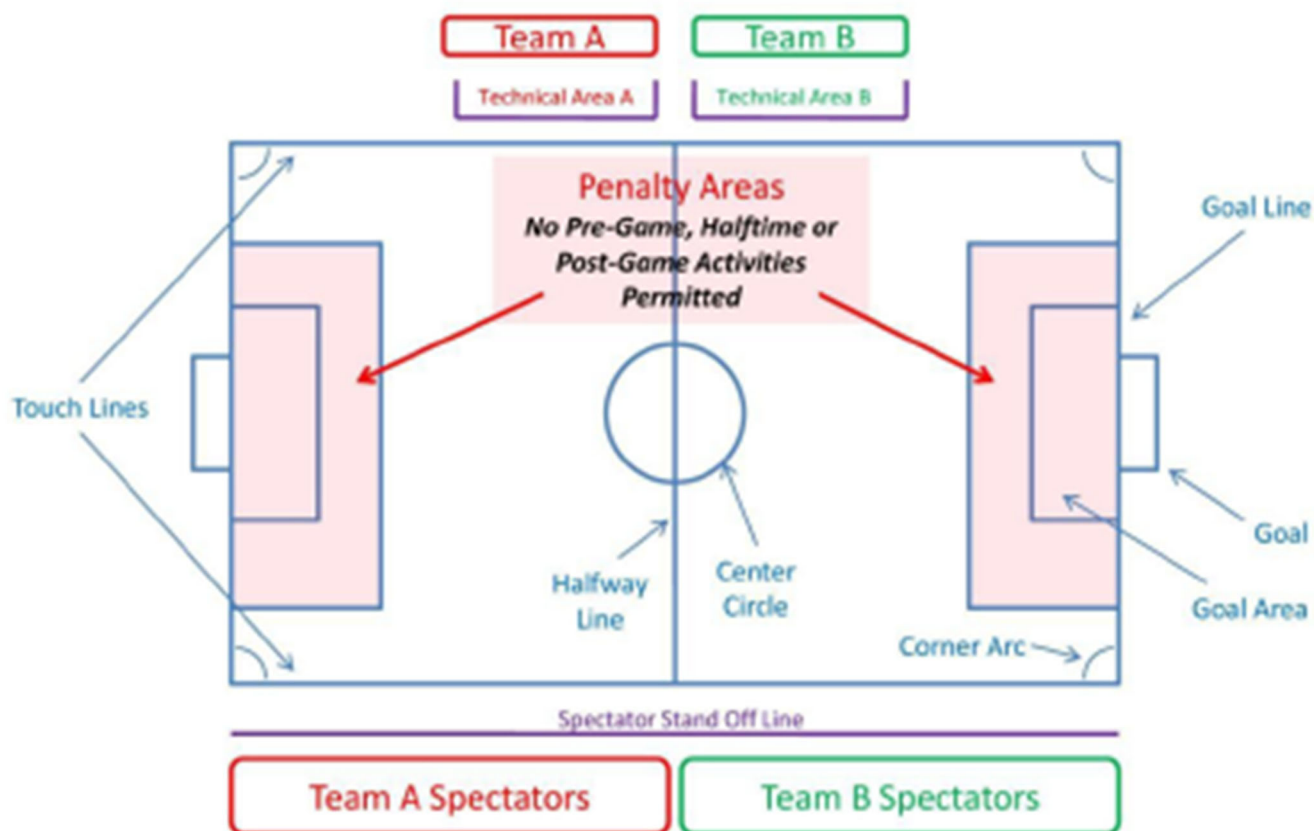 Team A
Team B
Technical Area A
Technical Area B
Penalty Areas
No Pre-Game, Halftime or
Post-Game Activities
Permitted
Goal Line
Touch Lines
Goal
Halfway
Line
Center
Circle
Goal Area
Corner Arc
Spectator Stand Off Line
Team A Spectators
Team B Spectators